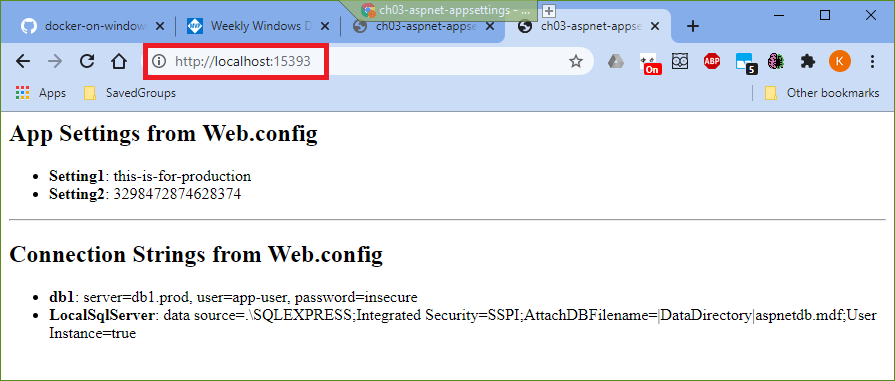 ch03-aspnet-appsettings – ...
docker-on-window
Weekly Windows D
ch03-aspnet-appse
ch03-aspnet-appse
http://localhost:15393
On
ABP
5
K
Apps
SavedGroups
Other bookmarks
App Settings from Web.config
• Setting1: this-is-for-production
• Setting2: 3298472874628374
Connection Strings from Web.config
• db1: server=db1.prod, user=app-user, password=insecure
• LocalSqlServer: data source=.\SQLEXPRESS;Integrated Security=SSPI;AttachDBFilename=|DataDirectory|aspnetdb.mdf;User
Instance=true